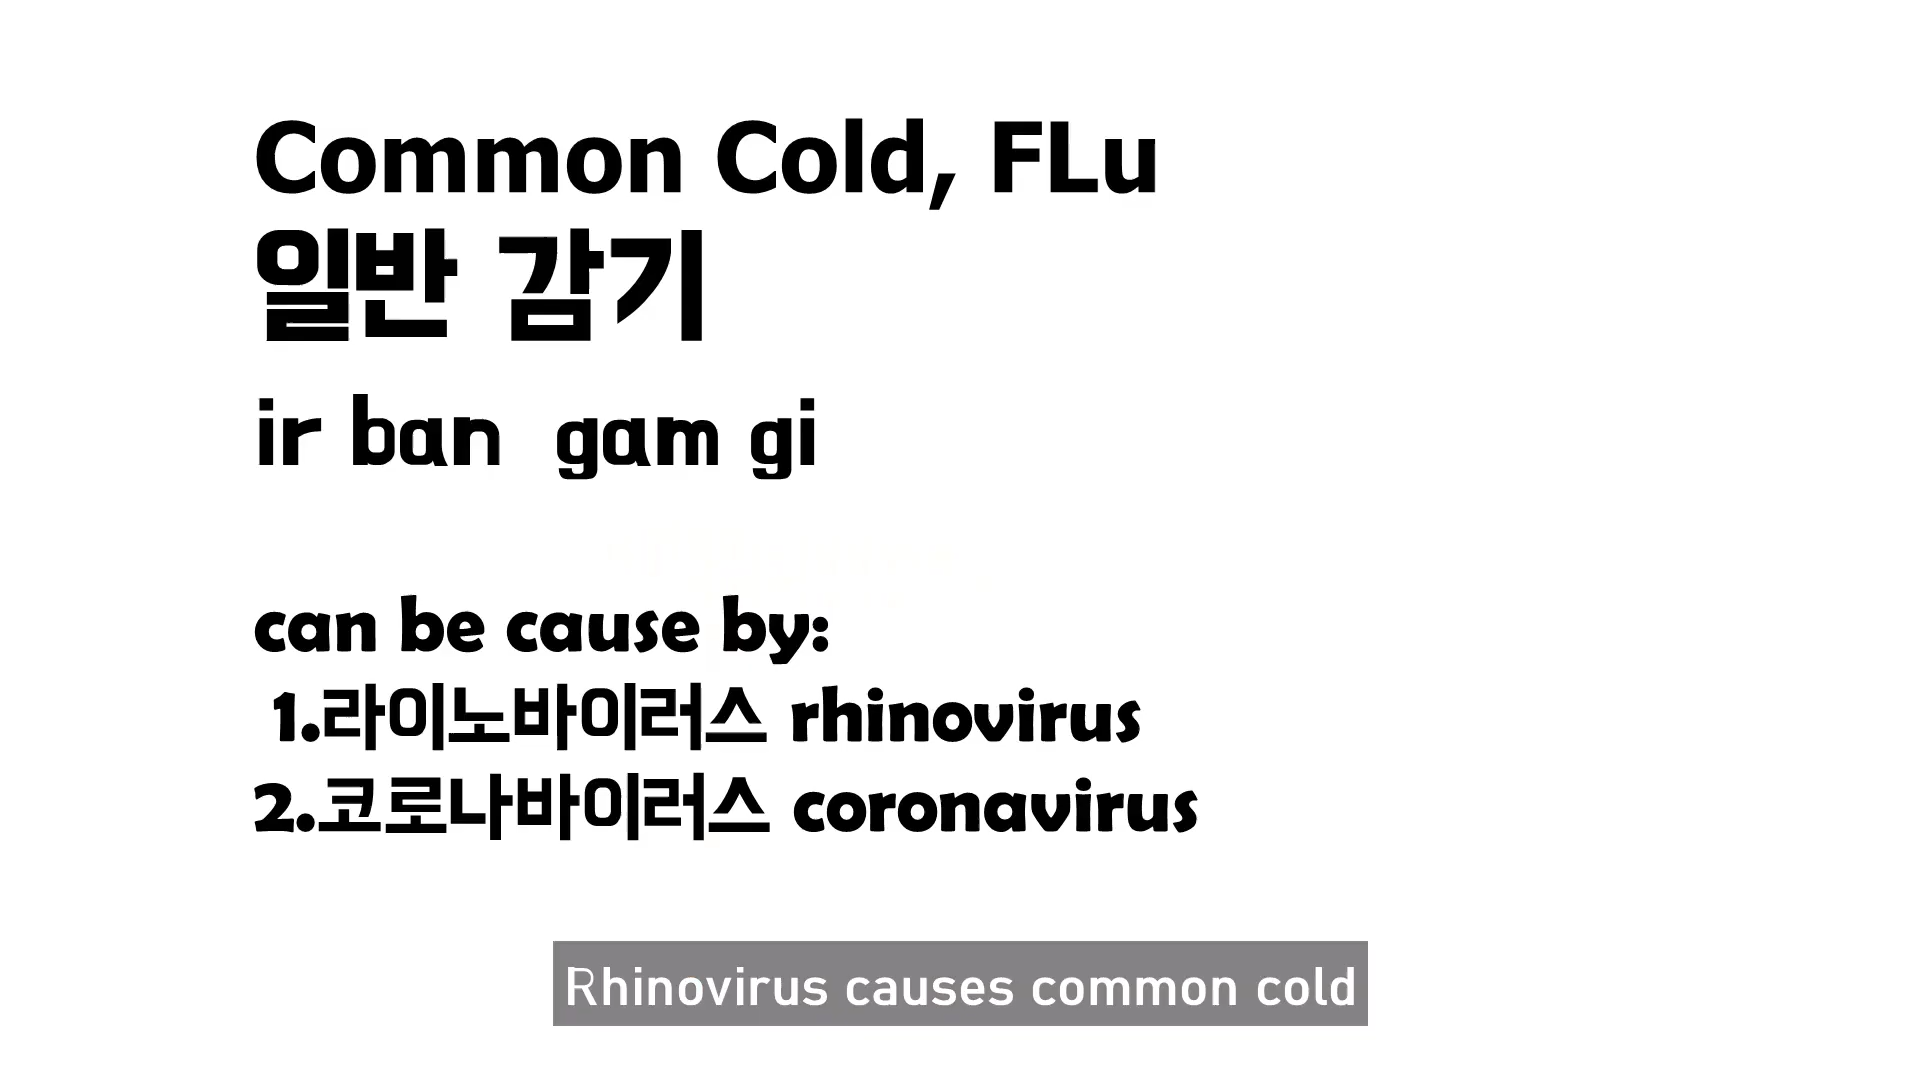 Common Cold, FLu
일반 감기
ir ban gam gi
can be cause by:
1.라이노바이러스 rhinovirus
2.코로나바이러스 coronavirus
Rhinovirus causes common cold